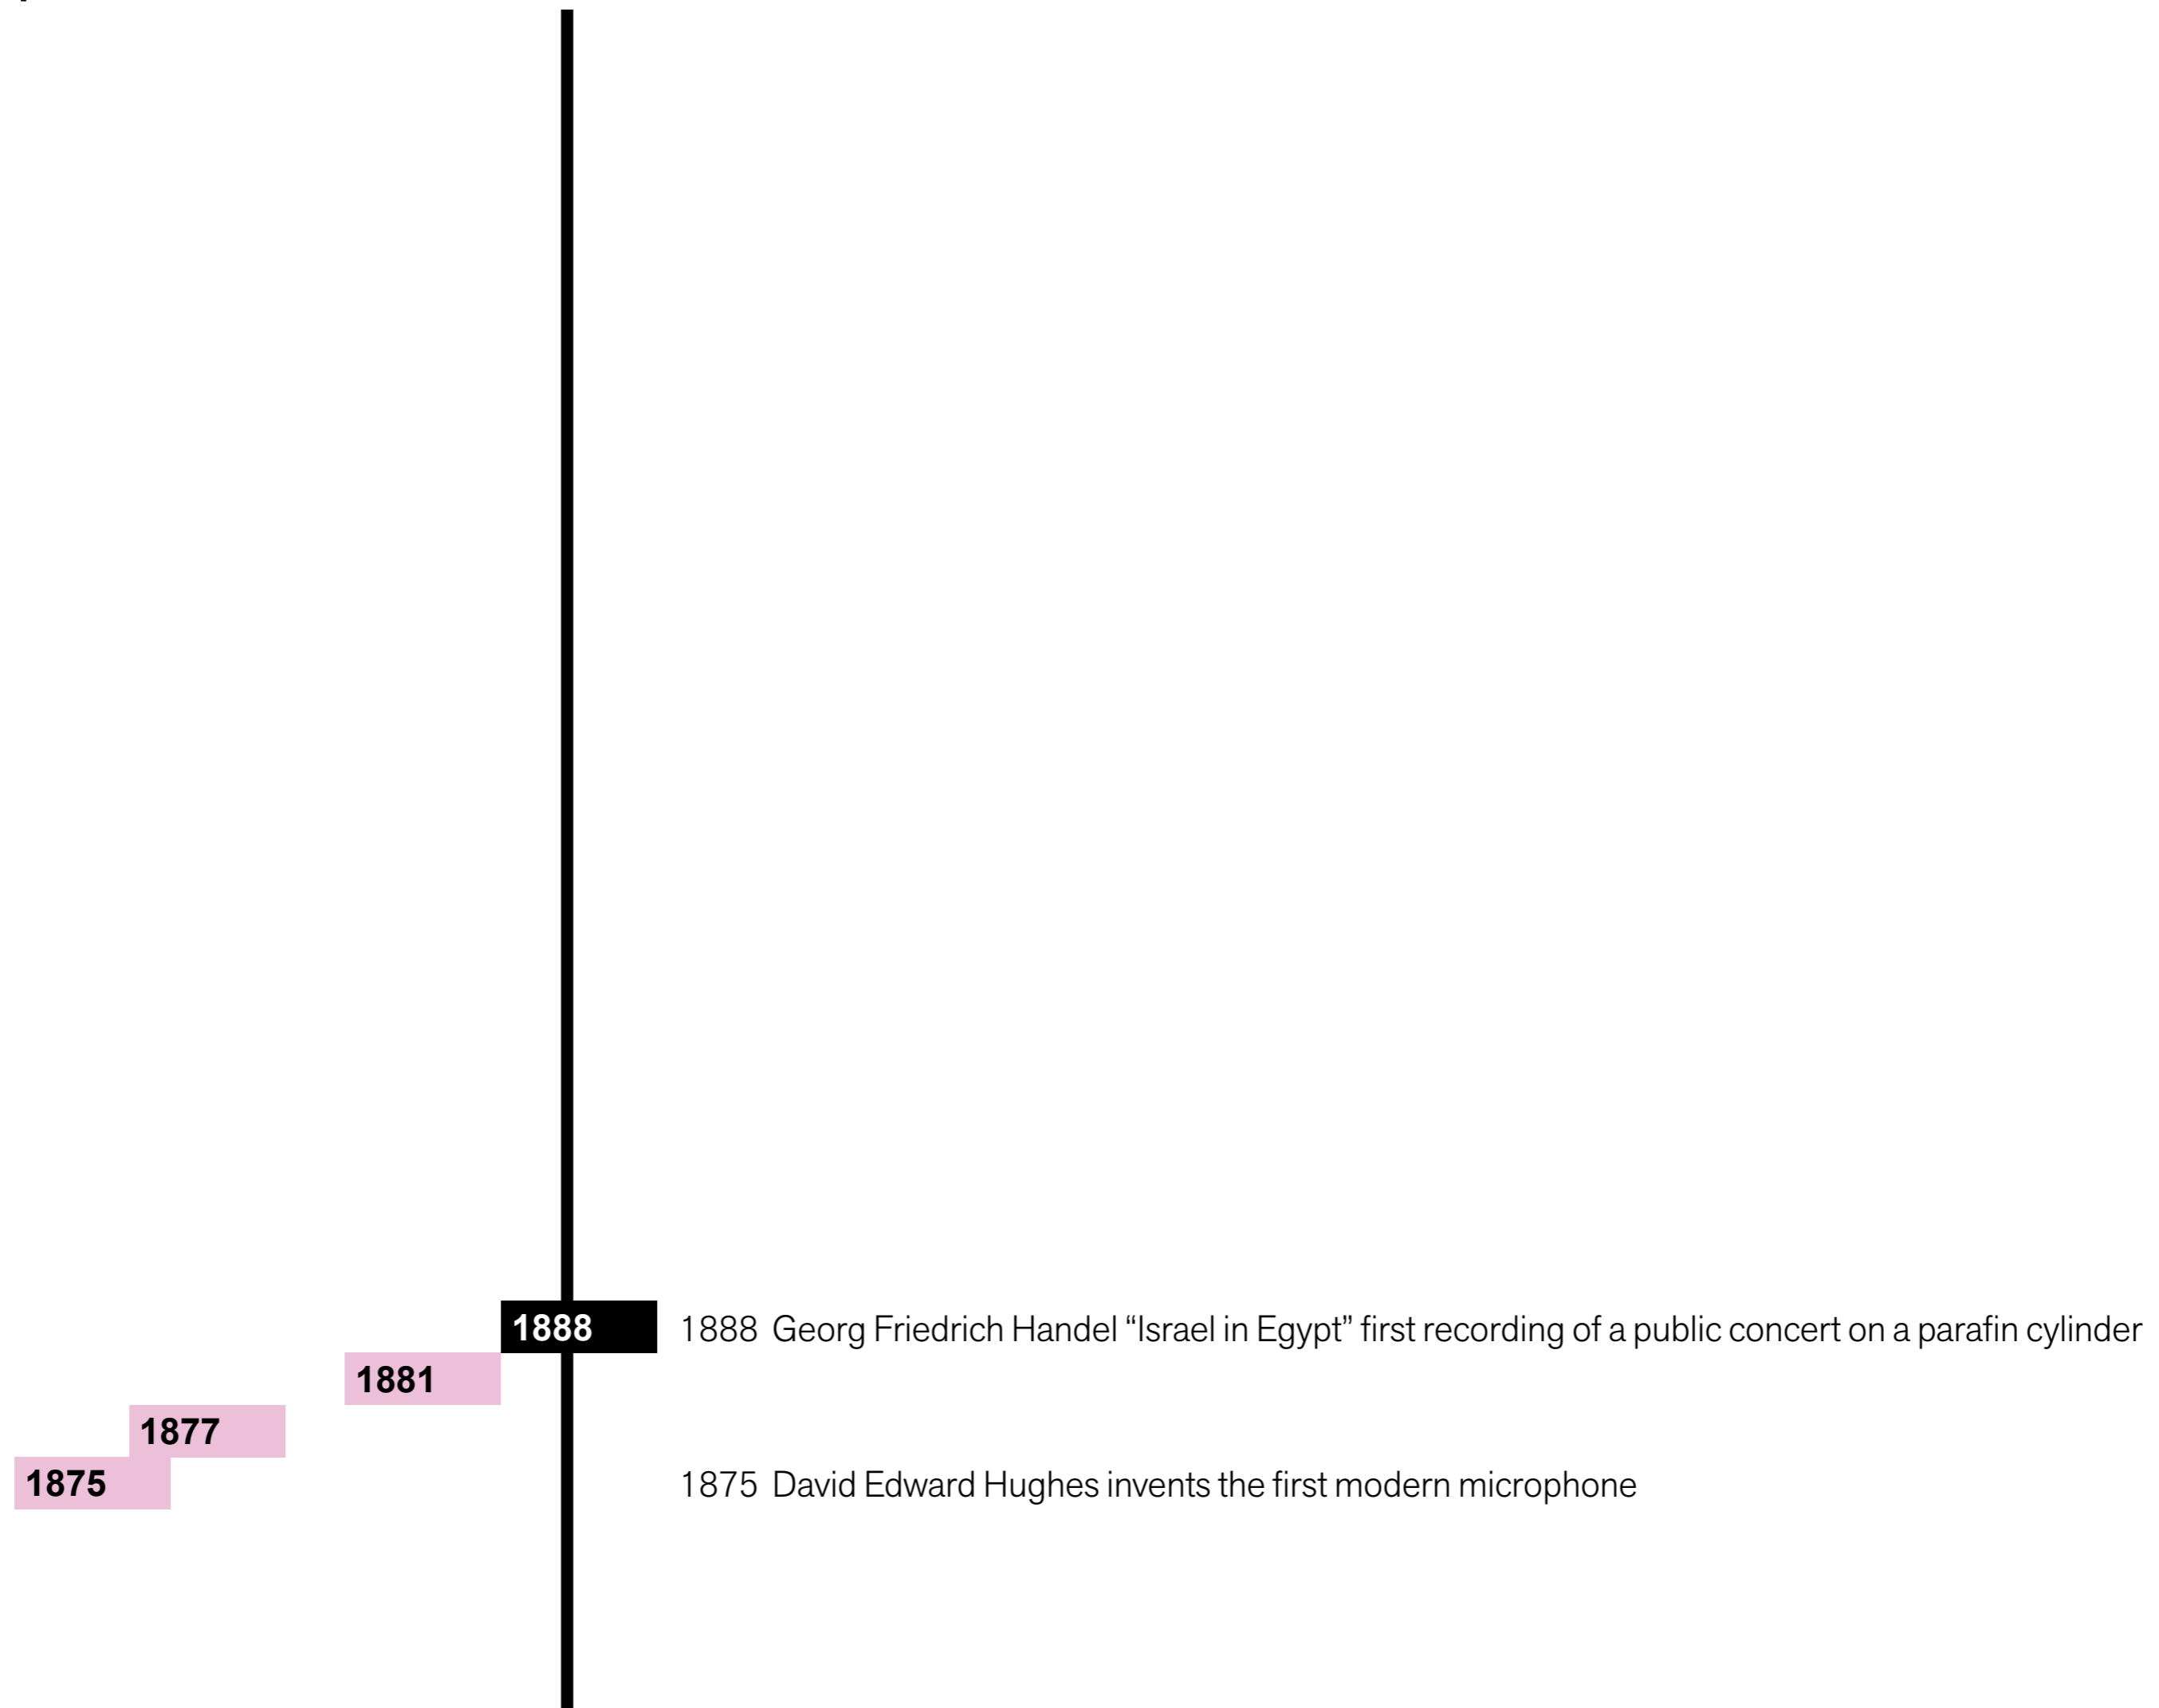 1888
1888 Georg Friedrich Handel “Israel in Egypt” first recording of a public concert on a parafin cylinder
1881
1877
1875
1875 David Edward Hughes invents the first modern microphone